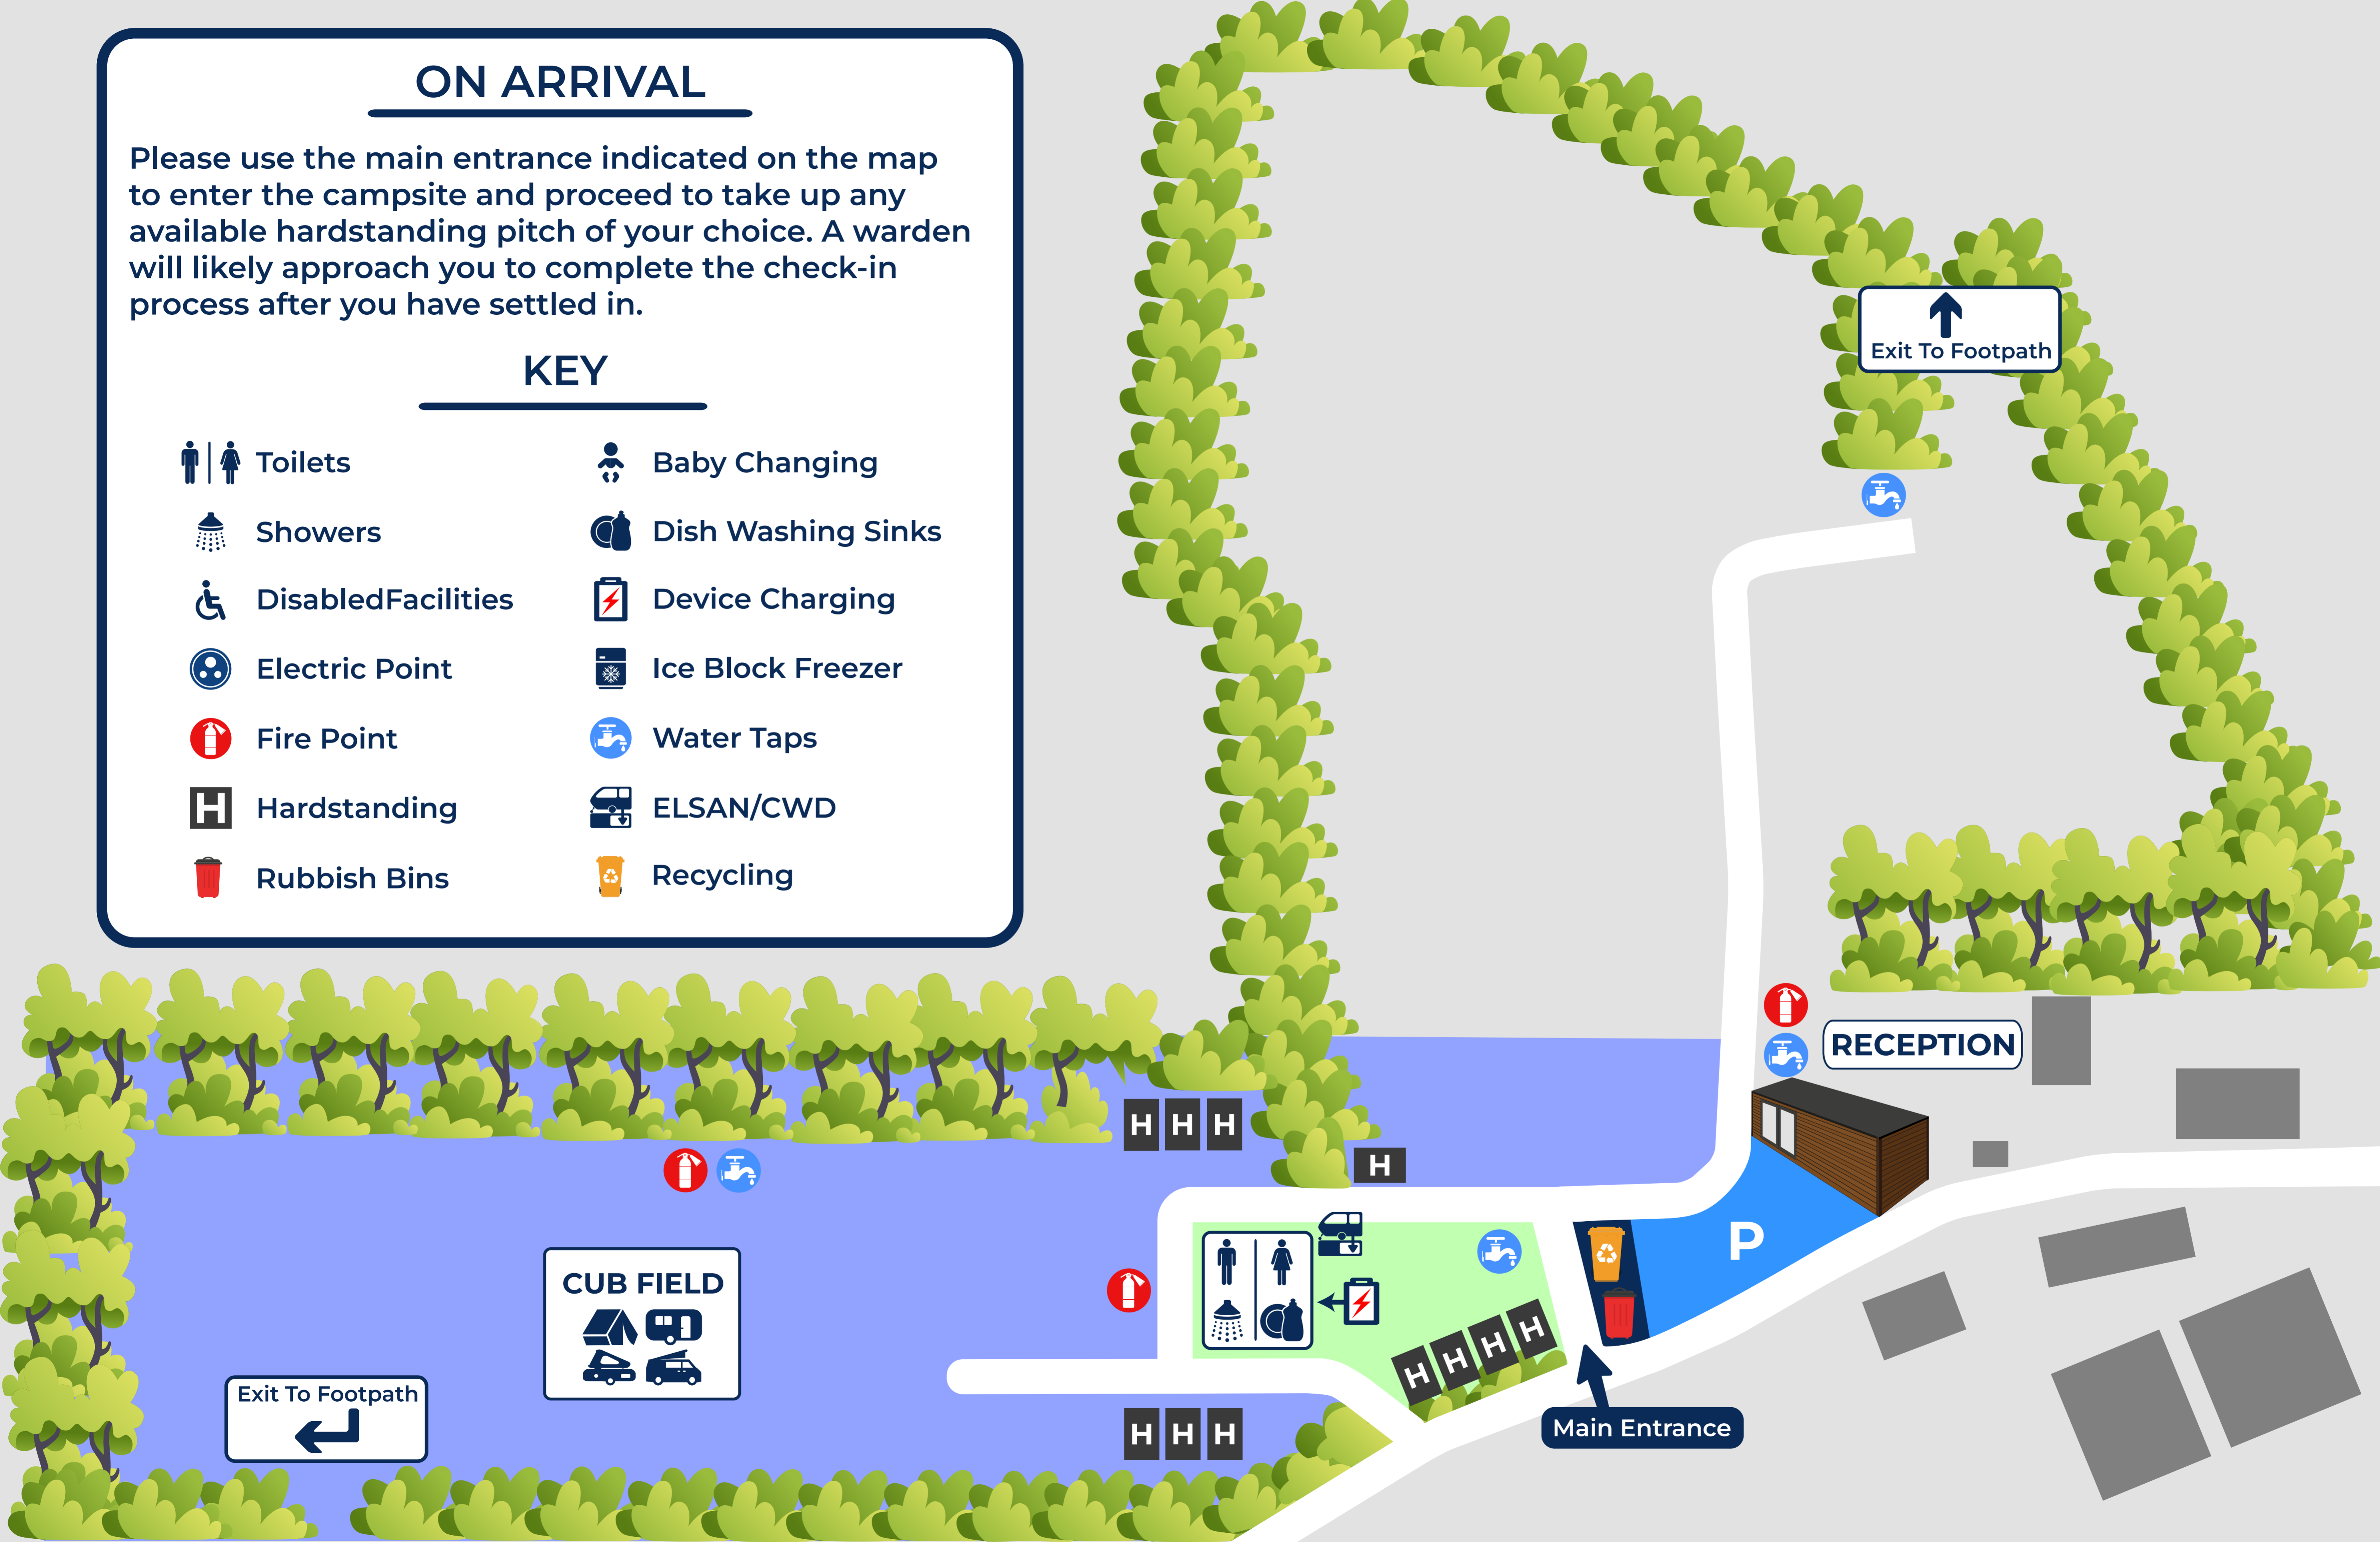 ON ARRIVAL
Please use the main entrance indicated on the map
to enter the campsite and proceed to take up any
available hardstanding pitch of your choice. A warden
will likely approach you to complete the check-in
process after you have settled in.
KEY
Toilets
Showers
DisabledFacilities
Electric Point
Fire Point
H Hardstanding
Rubbish Bins
Baby Changing
Dish Washing Sinks
Device Charging
Ice Block Freezer
Water Taps
ELSAN/CWD
Recycling
Exit To Footpath
RECEPTION
H H H
H
P
CUB FIELD
H H H H
Exit To Footpath
Main Entrance
H H H